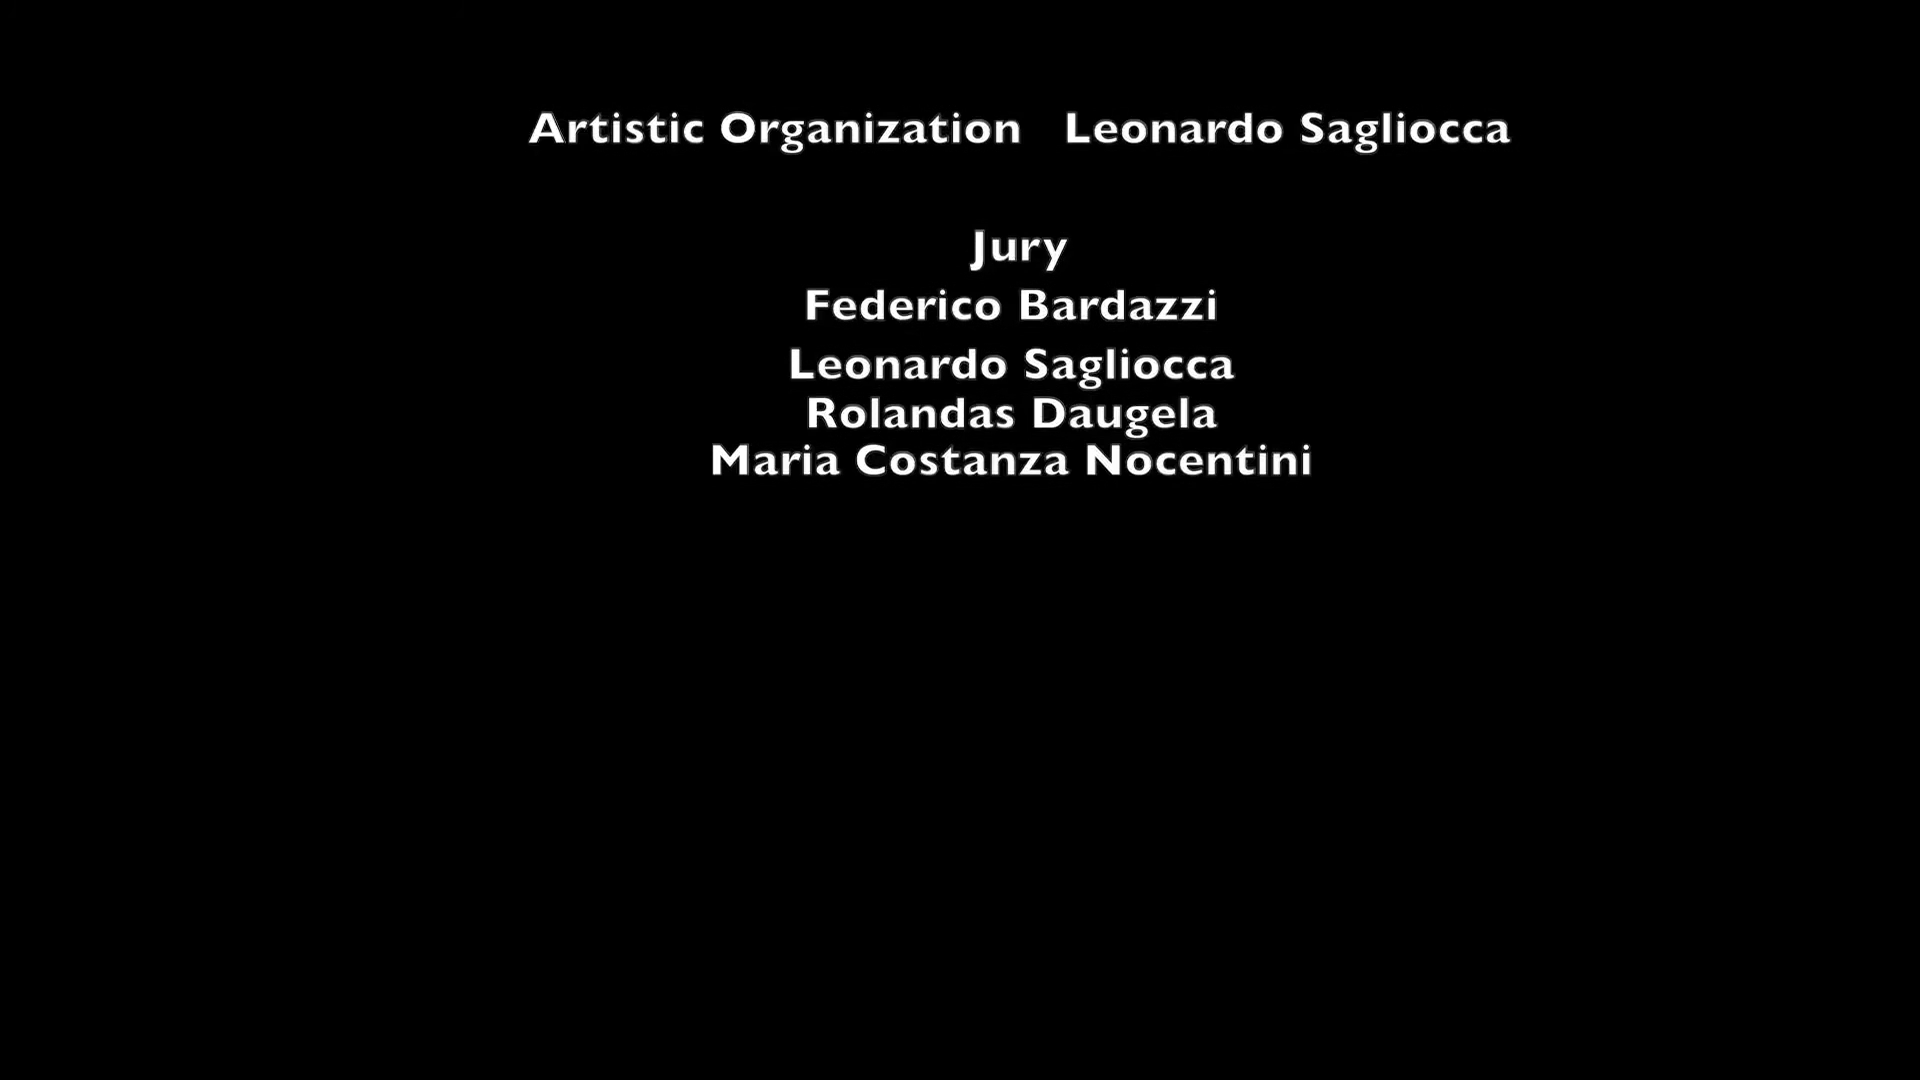 Artistic Organization Leonardo Sagliocca
Jury
Federico Bardazzi
Leonardo Sagliocca
Rolandas Daugela
Maria Costanza Nocentini